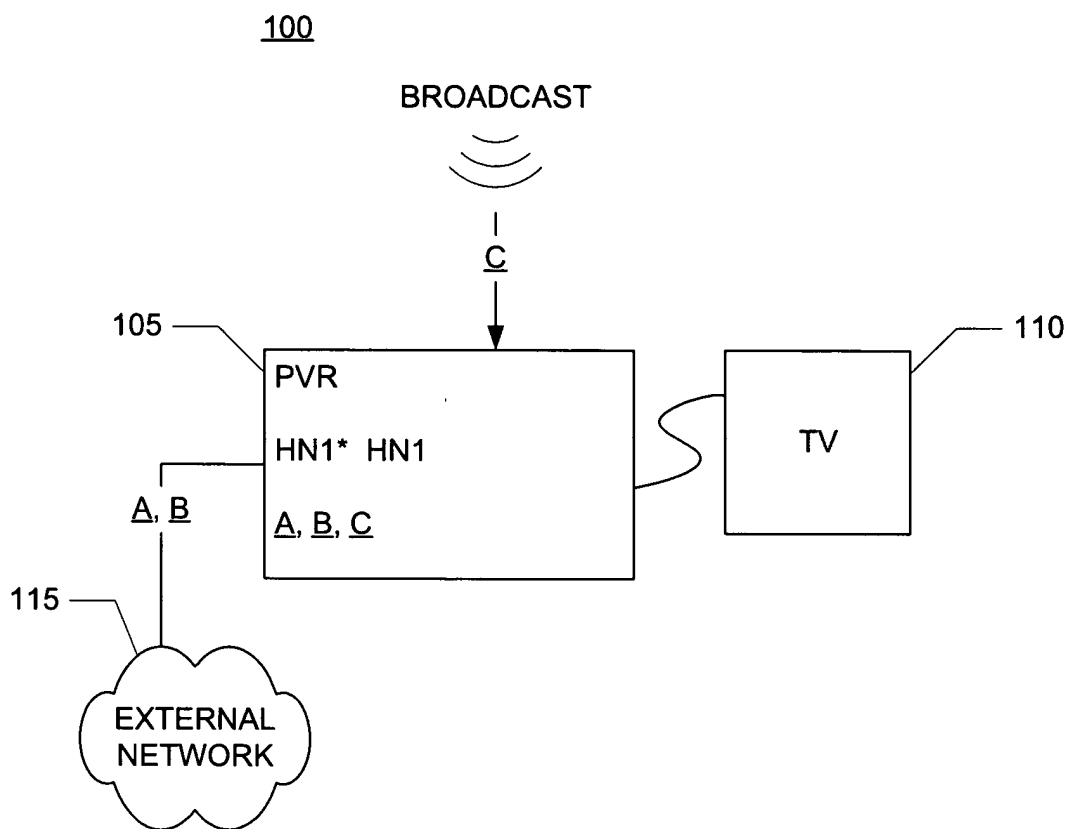 100
BROADCAST
C
105
110
PVR
HN1* HN1
TV
A, B
A, B, C
115
EXTERNAL
NETWORK